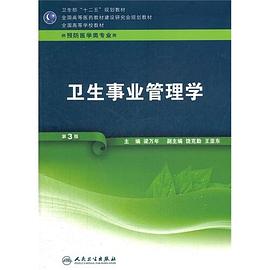 卫生部“十二五”规划教材
全国高等医药教材建设研究会规划教材
全国高等学校教材
供预防医学类专业用
卫生事业管理学
第3版
主编 梁万年 副主编 饶克勤 王亚东
人民卫生出版社